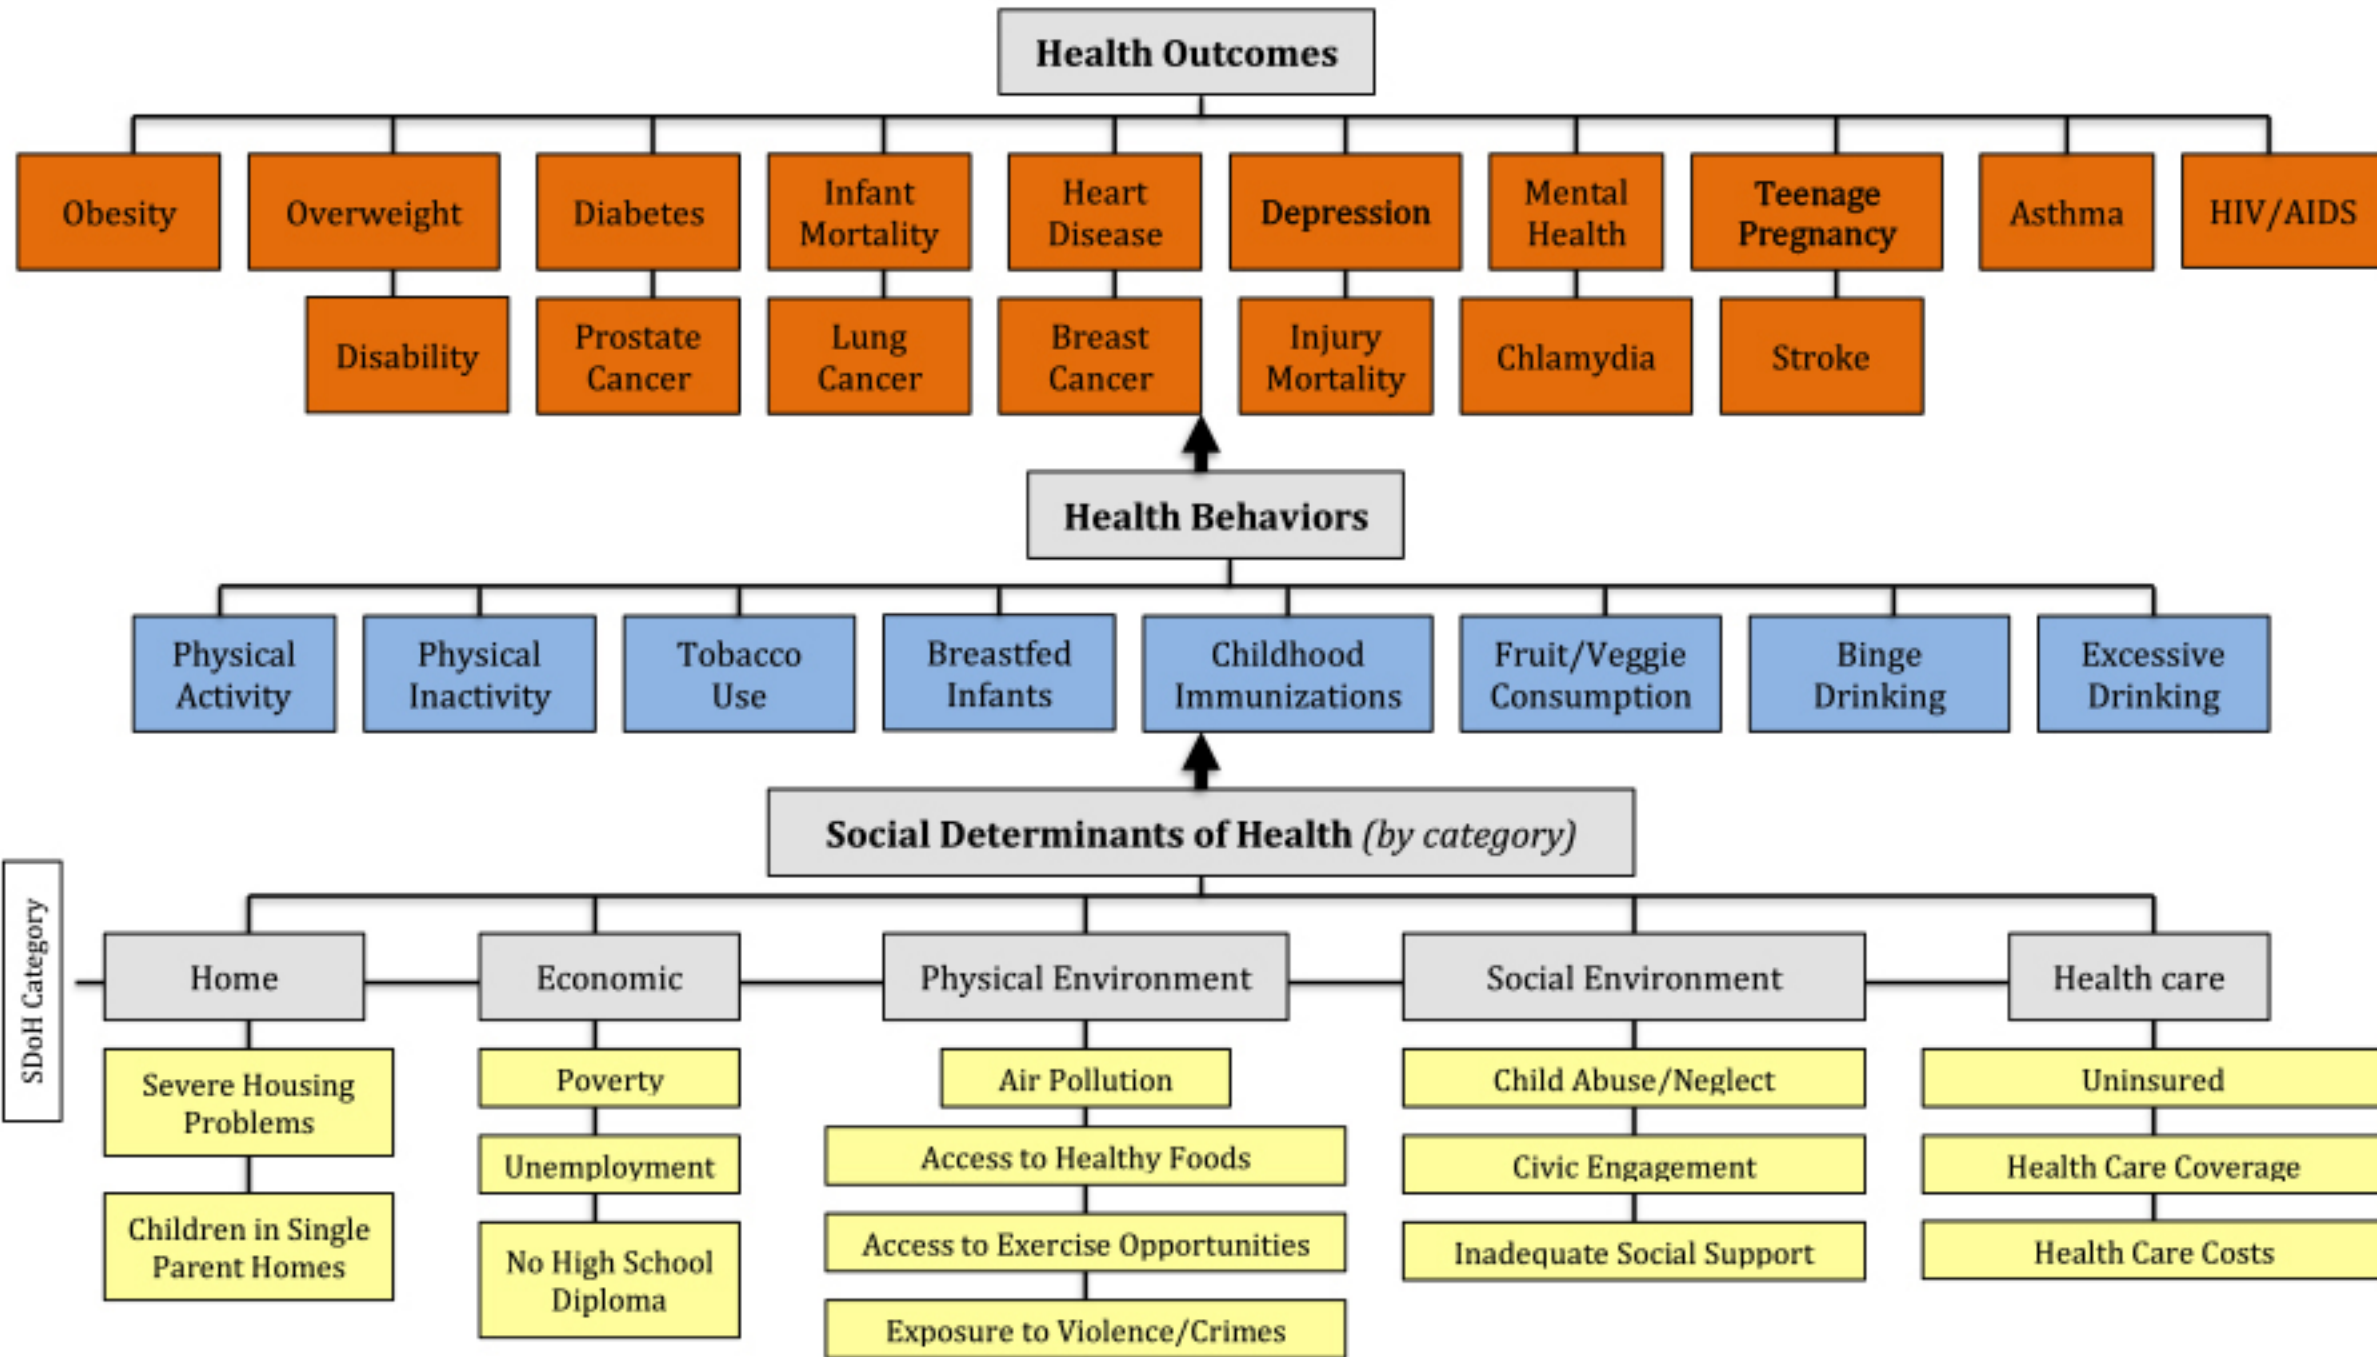 Health Outcomes
Obesity
Overweight
Diabetes
Infant
Mortality
Heart
Disease
Depression
Mental
Health
Teenage
Pregnancy
Asthma
HIV/AIDS
Disability
Prostate
Cancer
Lung
Cancer
Breast
Cancer
Injury
Mortality
Chlamydia
Stroke
Health Behaviors
Physical
Activity
Physical
Inactivity
Tobacco
Use
Breastfed
Infants
Childhood
Immunizations
Fruit/Veggie
Consumption
Binge
Drinking
Excessive
Drinking
Social Determinants of Health (by category)
SDoH Category
Home
Economic
Physical Environment
Social Environment
Health care
Severe Housing
Problems
Children in Single
Parent Homes
Poverty
Unemployment
No High School
Diploma
Air Pollution
Access to Healthy Foods
Access to Exercise Opportunities
Exposure to Violence/Crimes
Child Abuse/Neglect
Civic Engagement
Inadequate Social Support
Uninsured
Health Care Coverage
Health Care Costs